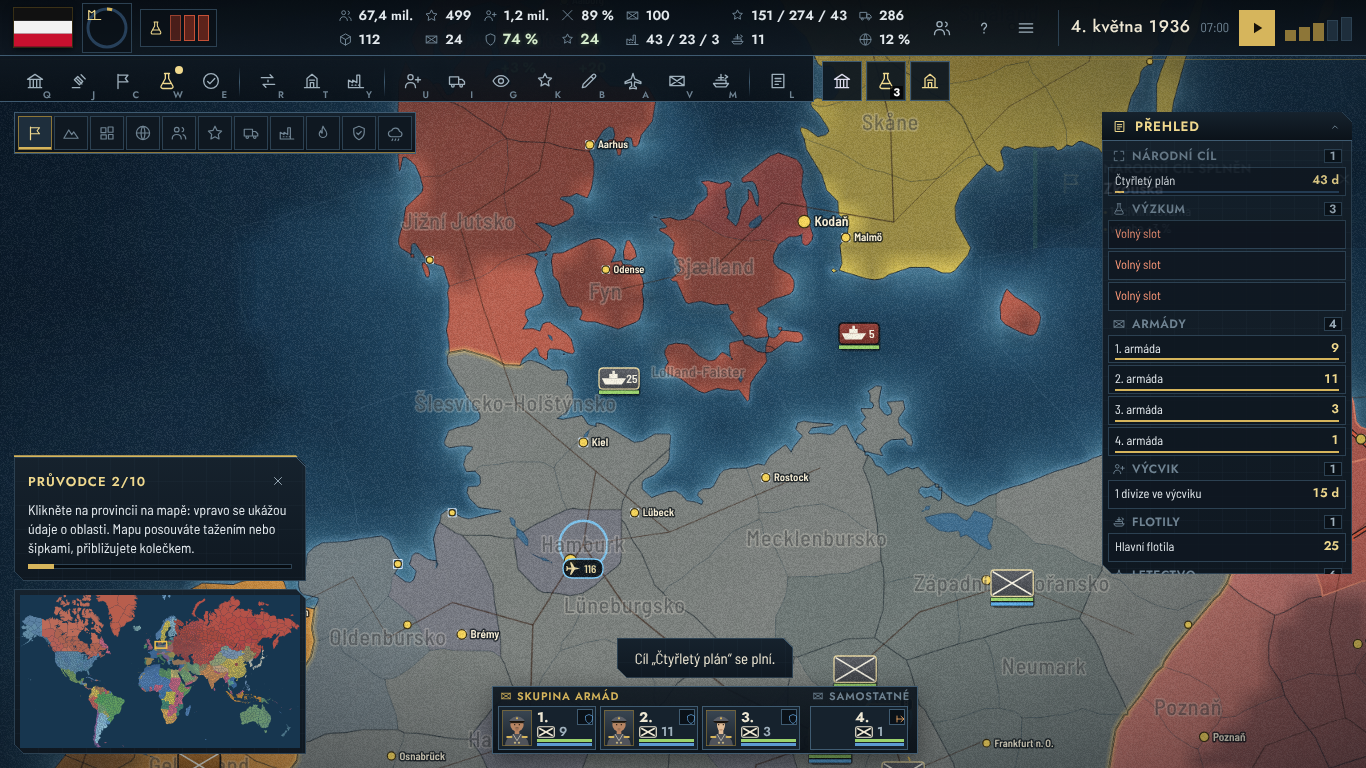 67,4 mil.
499
1,2 mil.
89 %
100
151 / 274 / 43
286
112
24
74 %
24
43 / 23 / 3
11
12 %
4. května 1936
07:00
Q
J
C
W
E
R
T
Y
U
I
G
K
B
A
V
M
L
3
Skåne
Aarhus
Jižní Jutsko
Kodaň
Malmö
Odense
Sjælland
Fyn
5
25
Lolland-Falster
Šlesvicko-Holštýnsko
Kiel
Rostock
Lübeck
Hamburk
116
Mecklenbursko
Lüneburgsko
Oldenbursko
Brémy
Neumark
Poznaň
Poznaň
Osnabrück
Frankfurt n. O.
PŘEHLED
NÁRODNÍ CÍL
1
Čtyřletý plán
43 d
VÝZKUM
3
Volný slot
Volný slot
Volný slot
ARMÁDY
4
1. armáda
9
2. armáda
11
3. armáda
3
4. armáda
1
VÝCVIK
1
1 divize ve výcviku
15 d
FLOTILY
1
Hlavní flotila
25
PRŮVODCE 2/10
Klikněte na provincii na mapě: vpravo se ukážou
údaje o oblasti. Mapu posouváte tažením nebo
šipkami, přibližujete kolečkem.
Cíl „Čtyřletý plán“ se plní.
SKUPINA ARMÁD
SAMOSTATNÉ
1.
9
2.
11
3.
3
4.
1